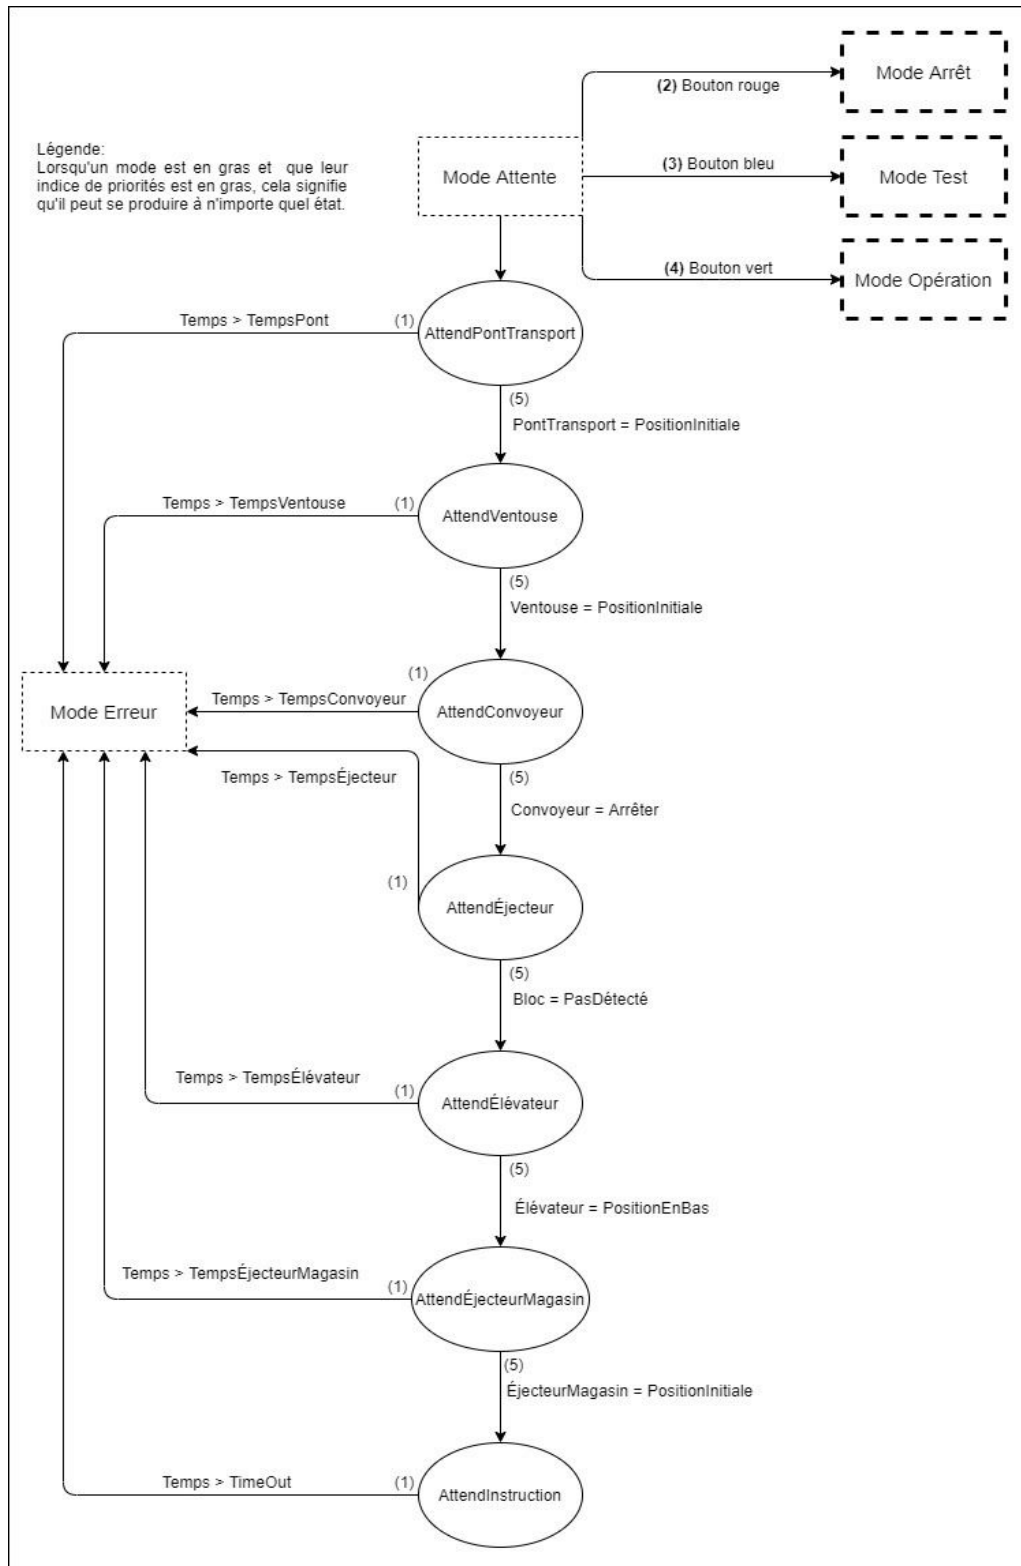 (2) Bouton rouge
Mode Arrêt
Légende:
Lorsqu'un mode est en gras et que leur
indice de priorités est en gras, cela signifie
qu'il peut se produire à n'importe quel état.
Mode Attente
(3) Bouton bleu
Mode Test
(4) Bouton vert
Mode Opération
Temps > TempsPont
(1)
AttendPontTransport
(5)
PontTransport = PositionInitiale
Temps > TempsVentouse
(1)
AttendVentouse
(5)
Ventouse = PositionInitiale
Mode Erreur
Temps > TempsConvoyeur
(1)
AttendConvoyeur
Temps > TempsÉjecteur
(5)
Convoyeur = Arrêter
(1)
AttendÉjecteur
(5)
Bloc = PasDétecté
Temps > TempsÉlévateur
(1)
AttendÉlévateur
(5)
Élévateur = PositionEnBas
Temps > TempsÉjecteurMagasin
(1)
AttendÉjecteurMagasin
(5)
ÉjecteurMagasin = PositionInitiale
Temps > TimeOut
(1)
AttendInstruction